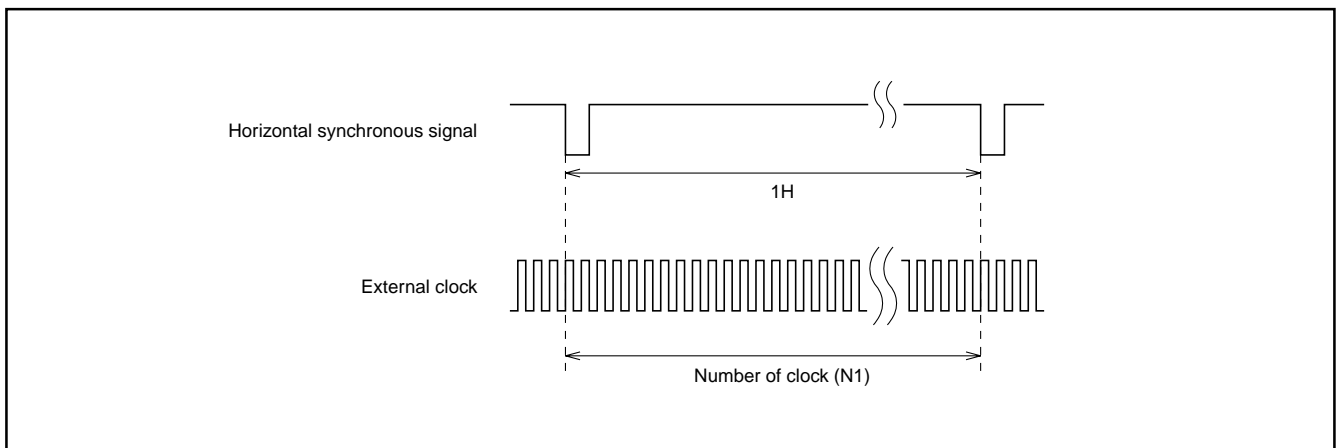 Horizontal synchronous signal
1H
External clock
Number of clock (N1)